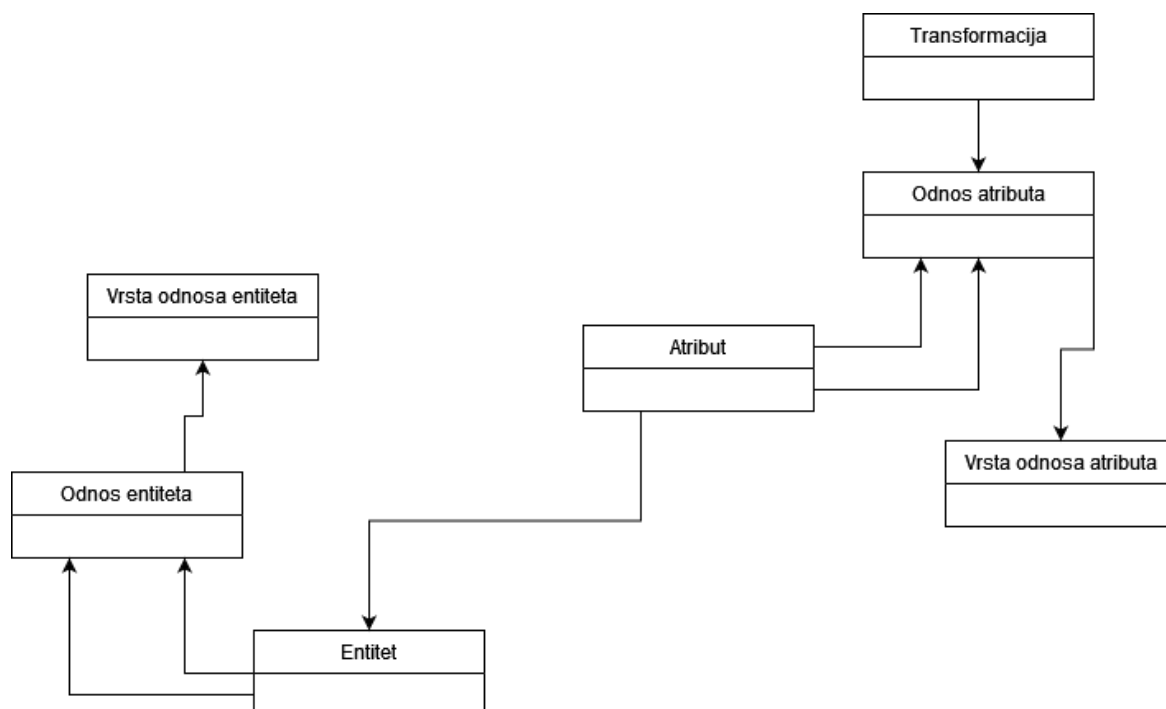 Transformacija
Odnos atributa
Vrsta odnosa entiteta
Atribut
Vrsta odnosa atributa
Odnos entiteta
Entitet